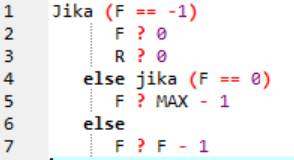 1 Jika (F == -1)
2 F ? 0
3 R ? 0
4 else jika (F == 0)
5 F ? MAX - 1
6 else
7 F ? F - 1